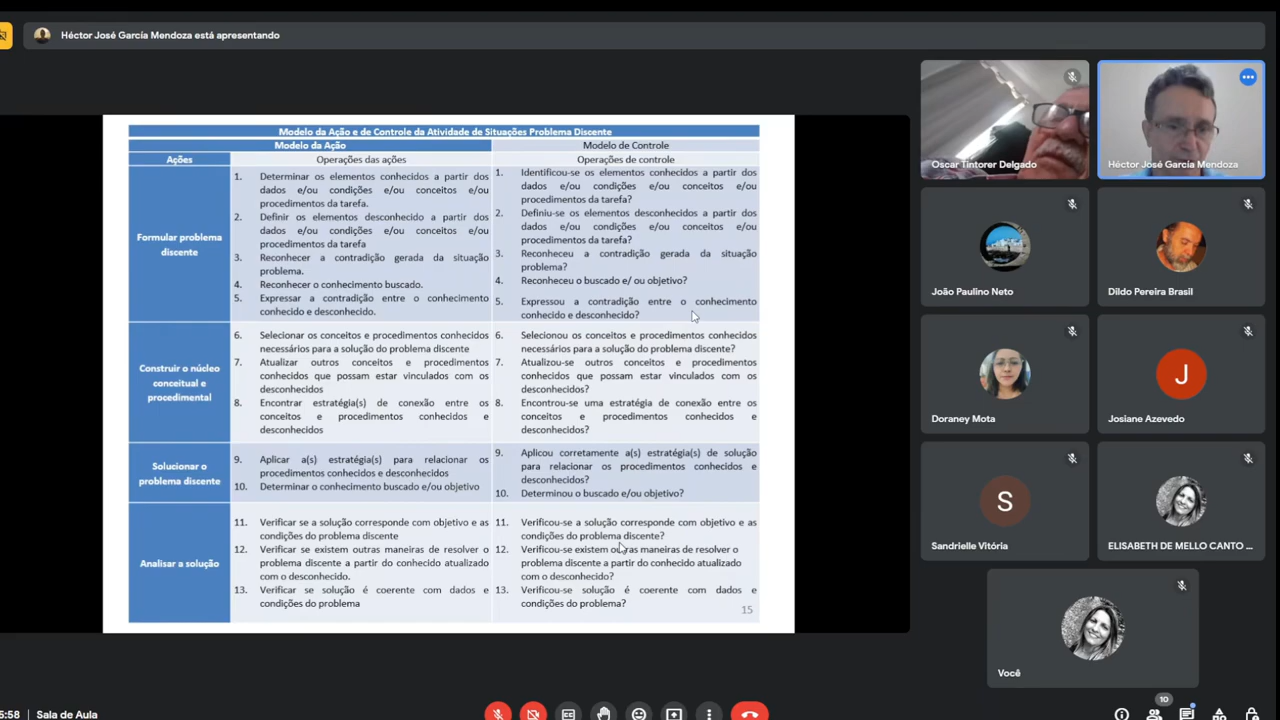 Héctor José García Mendoza está apresentando
Modelo da Ação e de Controle da Atividade de Situações Problema Discente
Modelo da Ação
Modelo de Controle
Ações
Operações das ações
Operações de controle
Formular problema
discente
1. Determinar os elementos conhecidos a partir dos
dados e/ou condições e/ou conceitos e/ou
procedimentos da tarefa.
2. Definir os elementos desconhecido a partir dos
dados e/ou condições e/ou conceitos e/ou
procedimentos da tarefa
3. Reconhecer a contradição gerada da situação
problema.
4. Reconhecer o conhecimento buscado.
5. Expressar a contradição entre o conhecimento
conhecido e desconhecido.
1. Identificou-se os elementos conhecidos a partir dos
dados e/ou condições e/ou conceitos e/ou
procedimentos da tarefa?
2. Definiu-se os elementos desconhecidos a partir dos
dados e/ou condições e/ou conceitos e/ou
procedimentos da tarefa?
3. Reconheceu a contradição gerada da situação
problema?
4. Reconheceu o buscado e/ ou objetivo?
5. Expressou a contradição entre o conhecimento
conhecido e desconhecido?
Construir o núcleo
conceitual e
procedimental
6. Selecionar os conceitos e procedimentos conhecidos
necessários para a solução do problema discente
7. Atualizar outros conceitos e procedimentos
conhecidos que possam estar vinculados com os
desconhecidos
8. Encontrar estratégia(s) de conexão entre os
conceitos e procedimentos conhecidos e
desconhecidos
6. Selecionou os conceitos e procedimentos conhecidos
necessários para a solução do problema discente?
7. Atualizou-se outros conceitos e procedimentos
conhecidos que possam estar vinculados com os
desconhecidos?
8. Encontrou-se uma estratégia de conexão entre os
conceitos e procedimentos conhecidos e
desconhecidos?
Solucionar o
problema discente
9. Aplicar a(s) estratégia(s) para relacionar os
procedimentos conhecidos e desconhecidos
10. Determinar o conhecimento buscado e/ou objetivo
9. Aplicou corretamente a(s) estratégia(s) de solução
para relacionar os procedimentos conhecidos e
desconhecidos?
10. Determinou o buscado e/ou objetivo?
Analisar a solução
11. Verificar se a solução corresponde com objetivo e as
condições do problema discente
12. Verificar se existem outras maneiras de resolver o
problema discente a partir do conhecido atualizado
com o desconhecido.
13. Verificar se solução é coerente com dados e
condições do problema
11. Verificou-se a solução corresponde com objetivo e as
condições do problema discente?
12. Verificou-se existem outras maneiras de resolver o
problema discente a partir do conhecido atualizado
com o desconhecido?
13. Verificou-se solução é coerente com dados e
condições do problema?
15
Oscar Tintorer Delgado
Héctor José García Mendoza
João Paulino Neto
Dildo Pereira Brasil
Doraney Mota
J
Josiane Azevedo
S
Sandrielle Vitória
ELISABETH DE MELLO CANTO ...
Você
5:58 | Sala de Aula
10